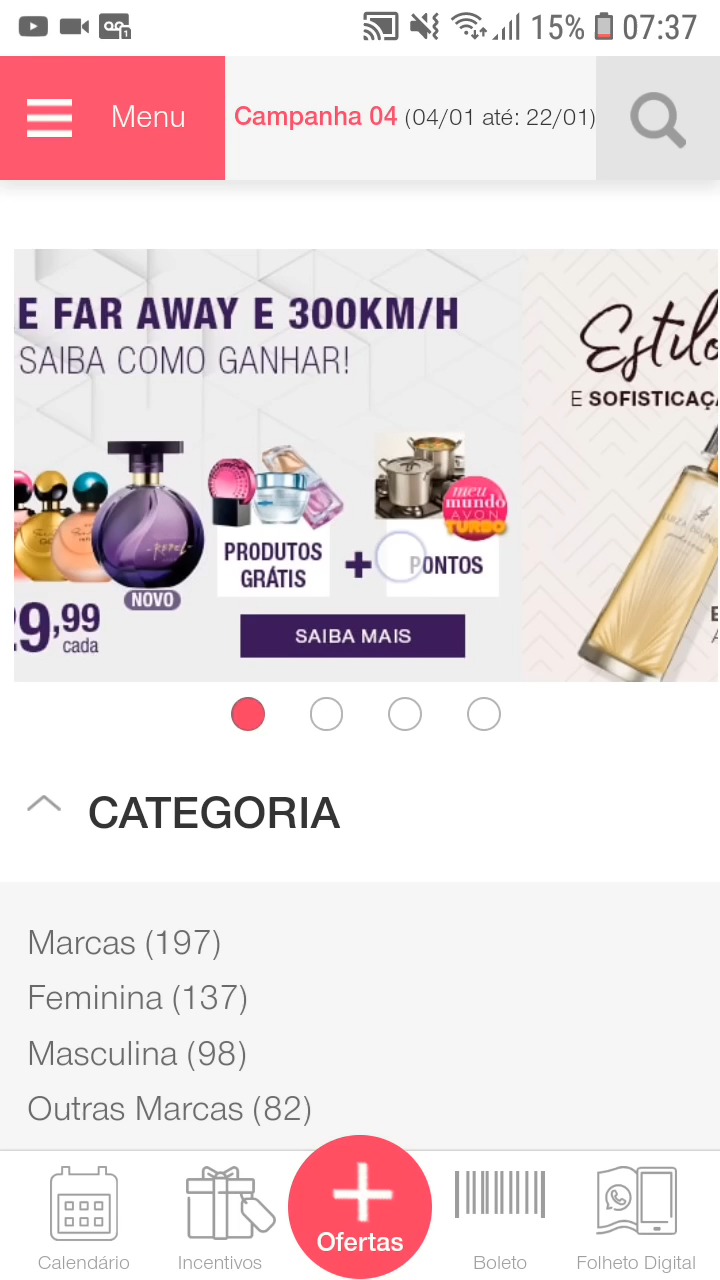 15% 07:37
Menu
Campanha 04 (04/01 até: 22/01)
E FAR AWAY E 300KM/H
SAIBA COMO GANHAR!
Estilo
E SOFISTICAÇ
meu
mundo
AVON
TURBO
REBEL
PRODUTOS
GRÁTIS
+
PONTOS
NOVO
9,99
cada
SAIBA MAIS
CATEGORIA
Marcas (197)
Feminina (137)
Masculina (98)
Outras Marcas (82)
Calendário
Incentivos
Ofertas
Boleto
Folheto Digital